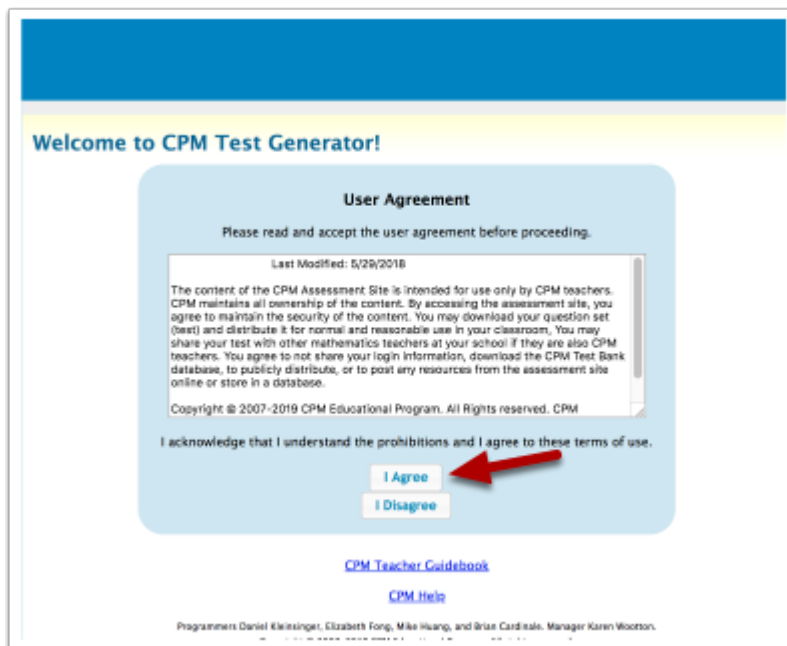 Welcome to CPM Test Generator!
User Agreement
Please read and accept the user agreement before proceeding.
Last Modified: 5/29/2018
The content of the CPM Assessment Site is intended for use only by CPM teachers.
CPM maintains all ownership of the content. By accessing the assessment site, you
agree to maintain the security of the content. You may download your question set
(test) and distribute it for normal and reasonable use in your classroom, You may
share your test with other mathematics teachers at your school if they are also CPM
teachers. You agree to not share your login information, download the CPM Test Bank
database, to publicly distribute, or to post any resources from the assessment site
online or store in a database.
Copyright © 2007-2019 CPM Educational Program. All Rights reserved. CPM
I acknowledge that I understand the prohibitions and I agree to these terms of use.
I Agree
I Disagree
CPM Teacher Guidebook
CPM Help
Programmers Daniel Kleinsinger, Elizabeth Fong, Mike Huang, and Brian Cardinale. Manager Karen Wootton.